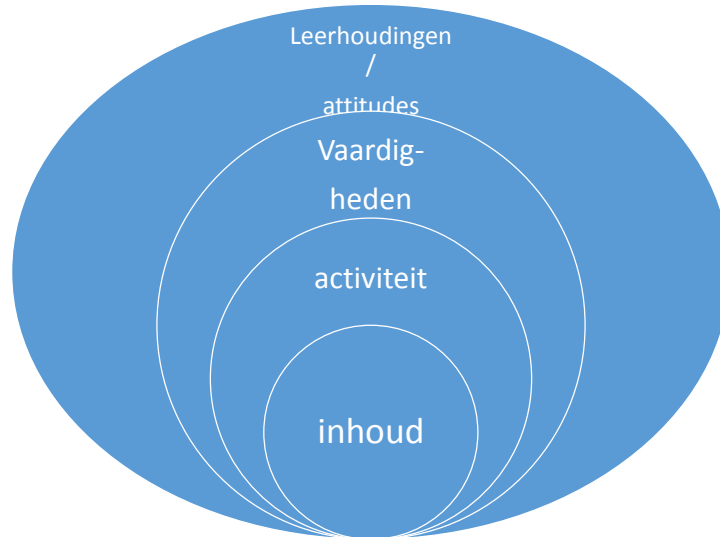 Leerhoudingen
/
attitudes
Vaardig-
heden
activiteit
inhoud